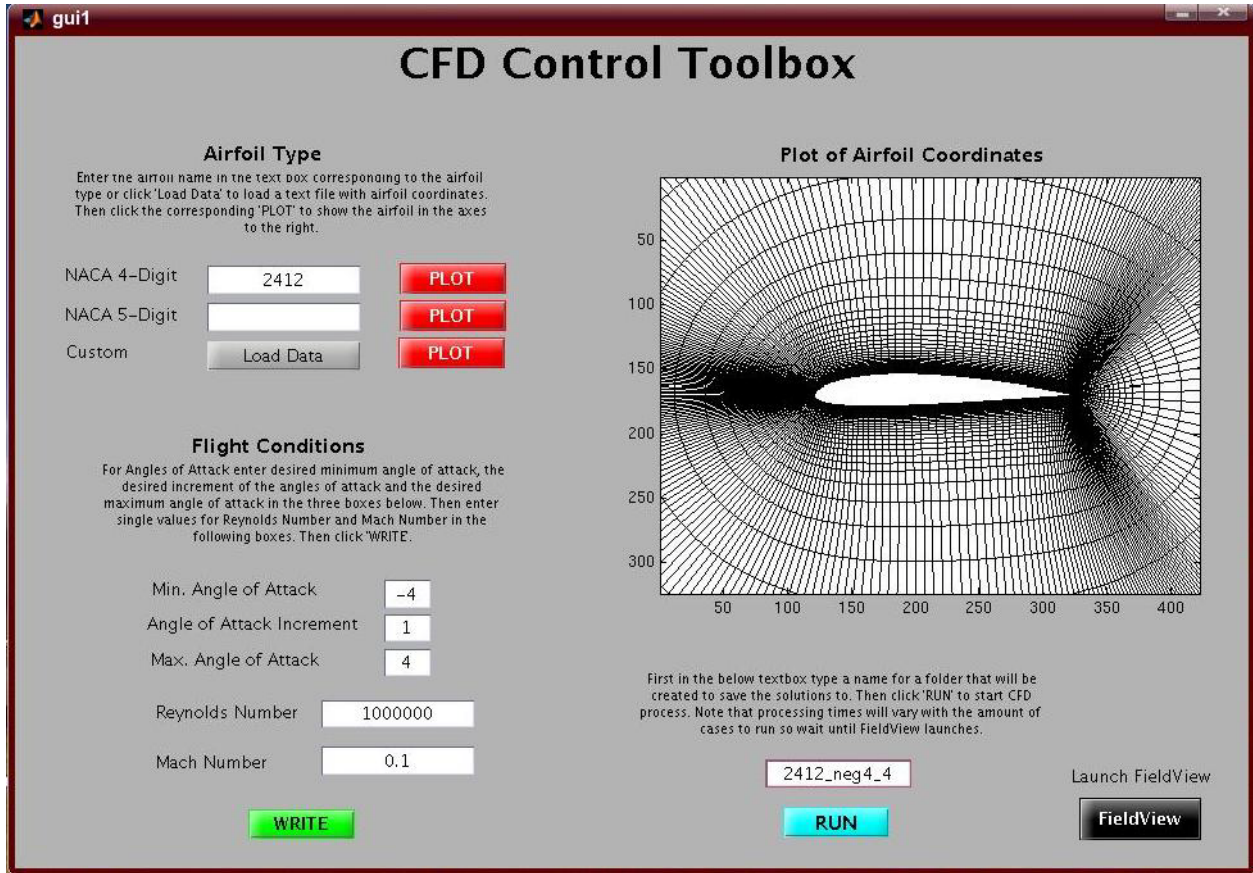 gui1
CFD Control Toolbox
Airfoil Type
Enter the airfoil name in the text box corresponding to the airfoil
type or click 'Load Data' to load a text file with airfoil coordinates.
Then click the corresponding 'PLOT' to show the airfoil in the axes
to the right.
NACA 4-Digit
2412
PLOT
NACA 5-Digit
PLOT
Custom
Load Data
PLOT
Flight Conditions
For Angles of Attack enter desired minimum angle of attack, the
desired increment of the angles of attack and the desired
maximum angle of attack in the three boxes below. Then enter
single values for Reynolds Number and Mach Number in the
following boxes. Then click 'WRITE'.
Min. Angle of Attack
-4
Angle of Attack Increment
1
Max. Angle of Attack
4
Reynolds Number
1000000
Mach Number
0.1
WRITE
Plot of Airfoil Coordinates
50
100
150
200
250
300
50 100 150 200 250 300 350 400
First in the below textbox type a name for a folder that will be
created to save the solutions to. Then click 'RUN' to start CFD
process. Note that processing times will vary with the amount of
cases to run so wait until FieldView launches.
2412_neg4_4
RUN
Launch FieldView
FieldView